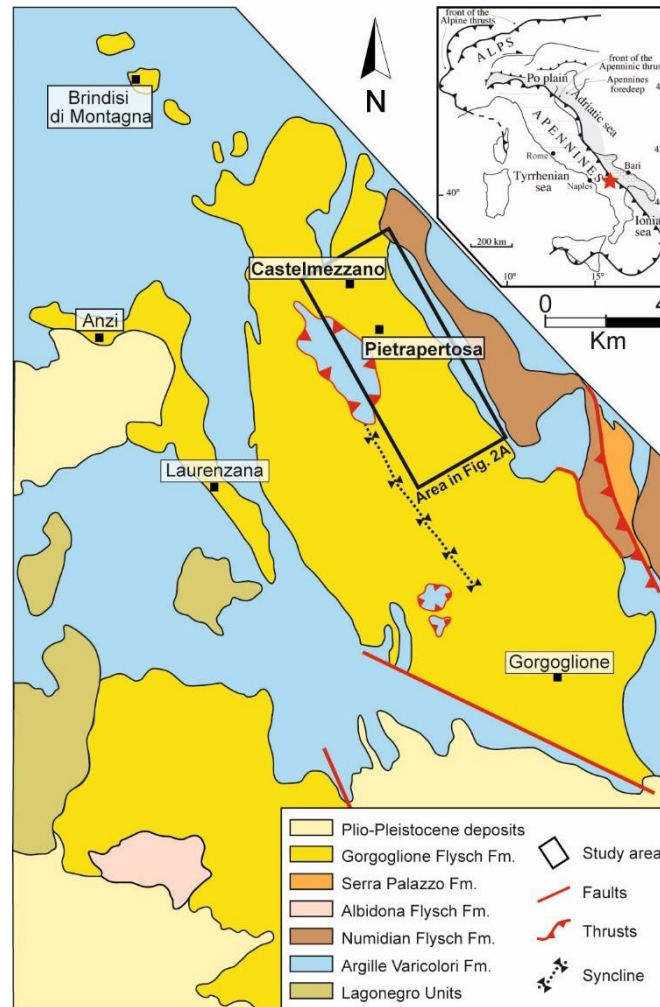 front of the
Alpine thrusts
ALPS
front of the
Apenninic thrust
Po plain
Apennines
foredeep
Adriatic sea
APENNINES
Rome
Bari
Tyrrhenian
sea
Naples
40°
Ionia
sea
200 km
10°
15°
N
0
4
Km
Brindisi
di Montagna
Castelmezzano
Anzi
Pietrapertosa
Laurenzana
Area in Fig. 2A
Gorgoglione
Plio-Pleistocene deposits
Gorgoglione Flysch Fm.
Serra Palazzo Fm.
Albidona Flysch Fm.
Numidian Flysch Fm.
Argille Varicolori Fm.
Lagonegro Units
Study area
Faults
Thrusts
Syncline